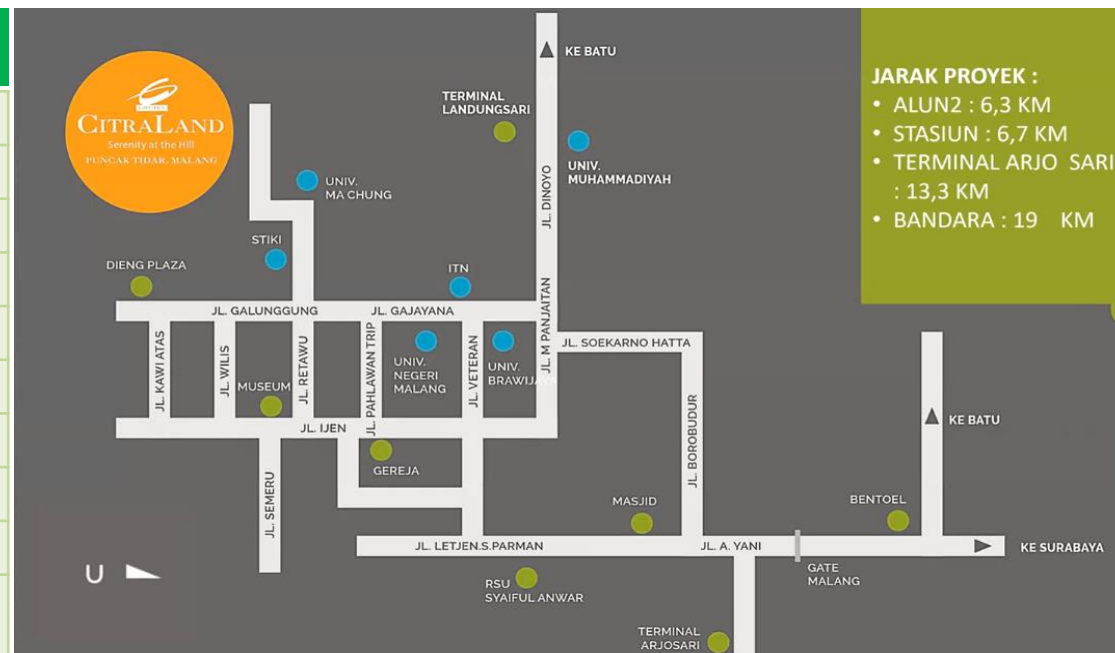 CITRALAND
Serenity at the Hill
PUNCAK TIDAR, MALANG
KE BATU
TERMINAL
LANDUNGSARI
UNIV.
MUHAMMADIYAH
JL. DINOYO
UNIV.
MA CHUNG
STIKI
DIENG PLAZA
ITN
JL. GALUNGGUNG
JL. GAJAYANA
JL. M PANJAITAN
JL. SOEKARNO HATTA
JL. KAWI ATAS
JL. WILIS
MUSEUM
JL. RETAWU
JL. PAHLAWAN TRIP
UNIV.
NEGERI
MALANG
JL. VETERAN
UNIV.
BRAWIJAYA
JL. IJEN
GEREJA
JL. SEMERU
JL. BOROBUDUR
KE BATU
MASJID
BENTOEL
JL. LETJEN.S.PARMAN
JL. A. YANI
KE SURABAYA
GATE
MALANG
RSU
SYAIFUL ANWAR
TERMINAL
ARJOSARI
U
JARAK PROYEK :
• ALUN2 : 6,3 KM
• STASIUN : 6,7 KM
• TERMINAL ARJO SARI
: 13,3 KM
• BANDARA : 19 KM